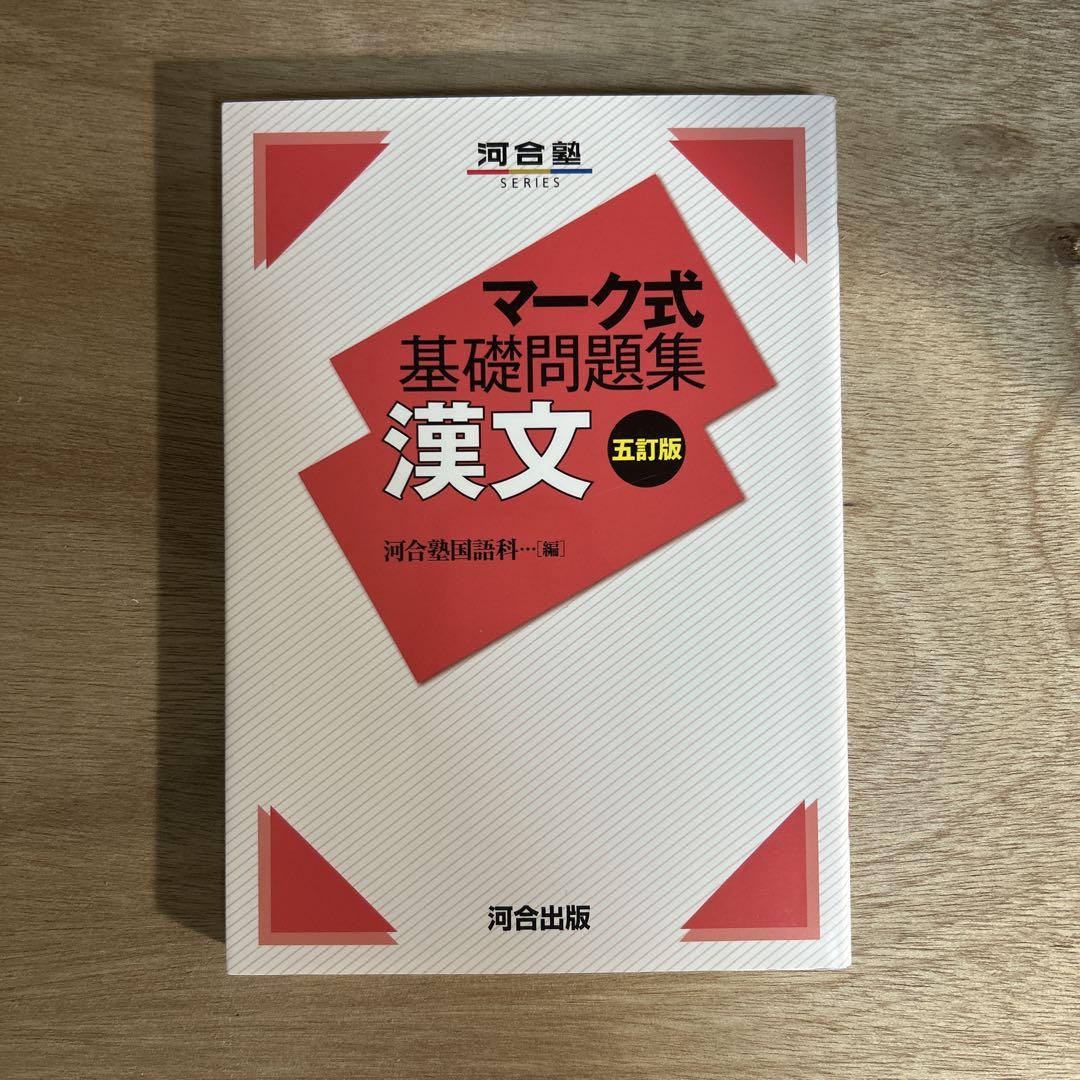 河合塾
SERIES
マーク式
基礎問題集
漢文
五訂版
河合塾国語科…[編]
河合出版